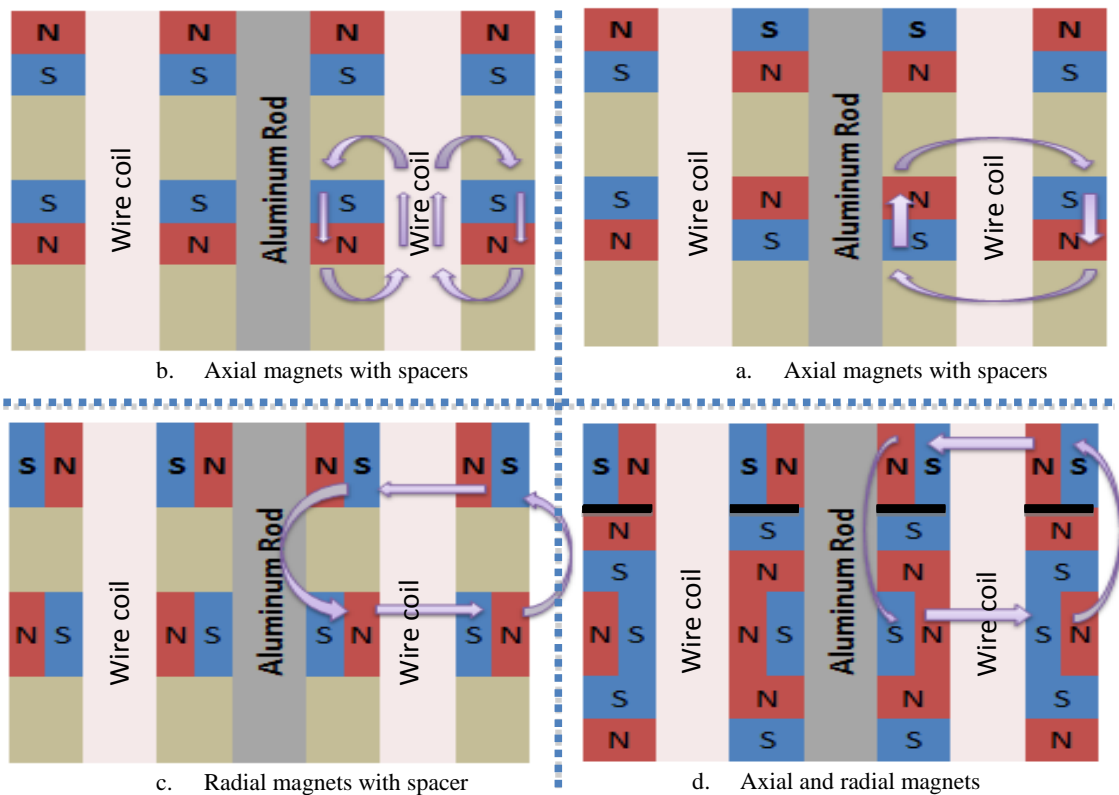 N N N N
S S S S
Wire coil
Aluminum Rod
Wire coil
S S S S
N N N N
b. Axial magnets with spacers
N S S N
S N N S
Wire coil
Aluminum Rod
Wire coil
S N N S
N S S N
a. Axial magnets with spacers
S N S N N S N S
Wire coil
Aluminum Rod
Wire coil
N S N S S N S N
c. Radial magnets with spacer
S N S N N S N S
N S S N
S N N S
Wire coil
Aluminum Rod
Wire coil
N S S N S N
S N N S
N S S N
d. Axial and radial magnets